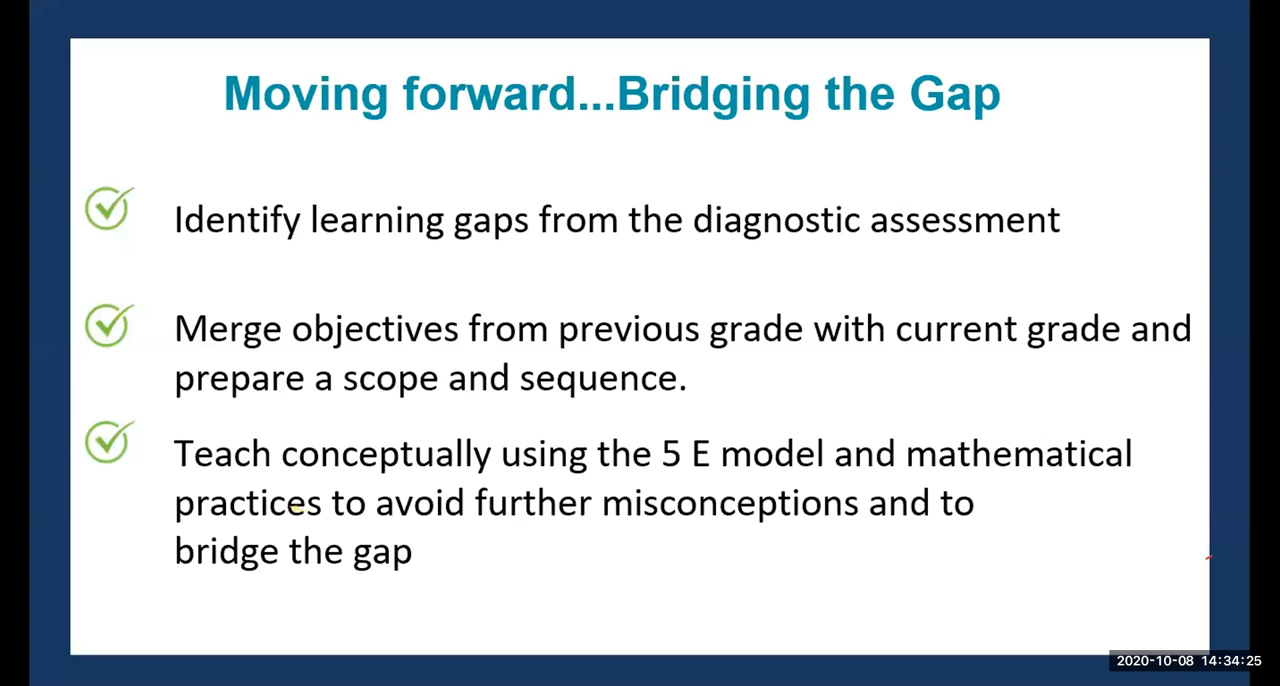 Moving forward...Bridging the Gap
Identify learning gaps from the diagnostic assessment
Merge objectives from previous grade with current grade and
prepare a scope and sequence.
Teach conceptually using the 5 E model and mathematical
practices to avoid further misconceptions and to
bridge the gap
2020-10-08 14:34:25